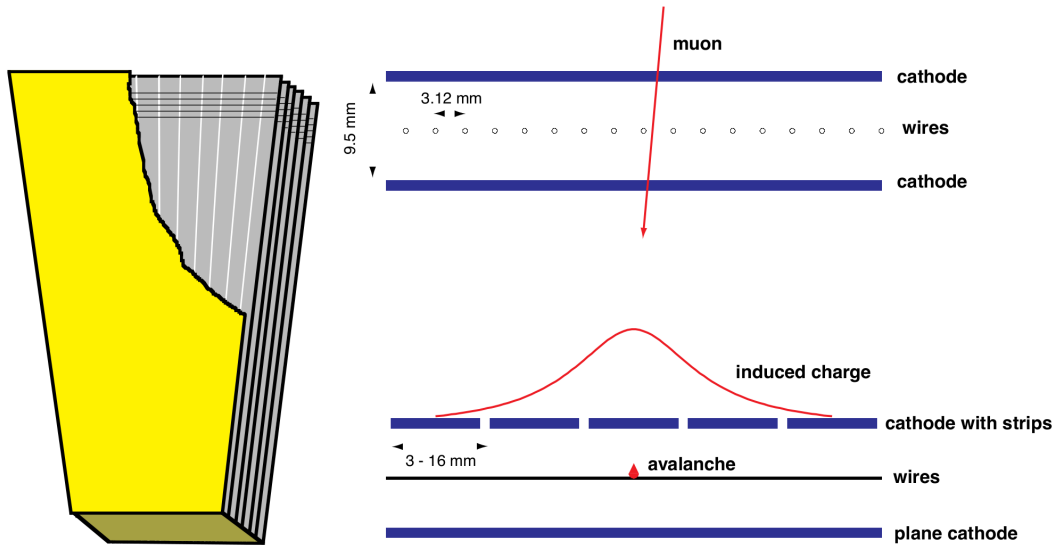 muon
cathode
3.12 mm
9.5 mm
wires
cathode
induced charge
cathode with strips
3 - 16 mm
avalanche
wires
plane cathode